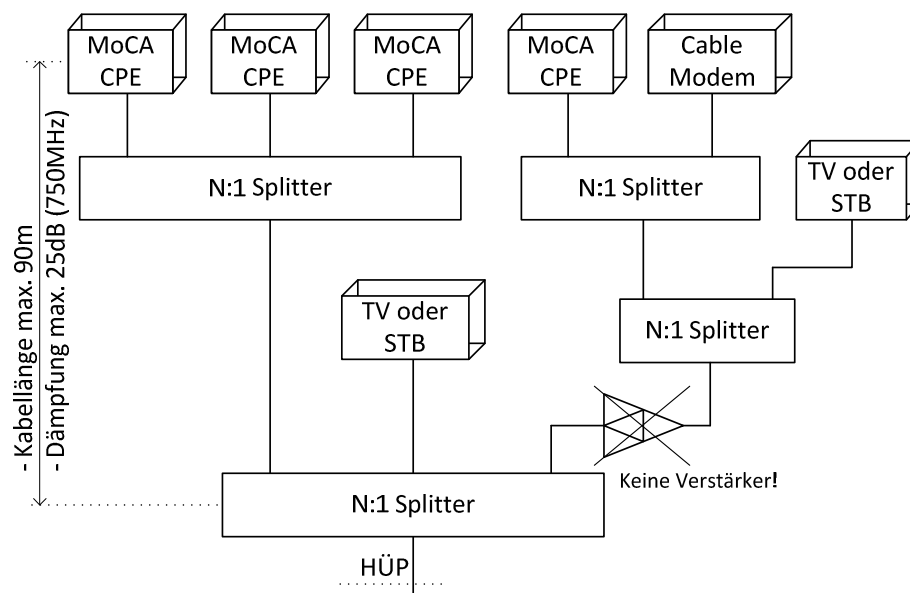 MoCA
CPE
MoCA
CPE
MoCA
CPE
MoCA
CPE
Cable
Modem
N:1 Splitter
N:1 Splitter
TV oder
STB
- Kabellänge max. 90m
- Dämpfung max. 25dB (750MHz)
TV oder
STB
N:1 Splitter
Keine Verstärker!
N:1 Splitter
HÜP